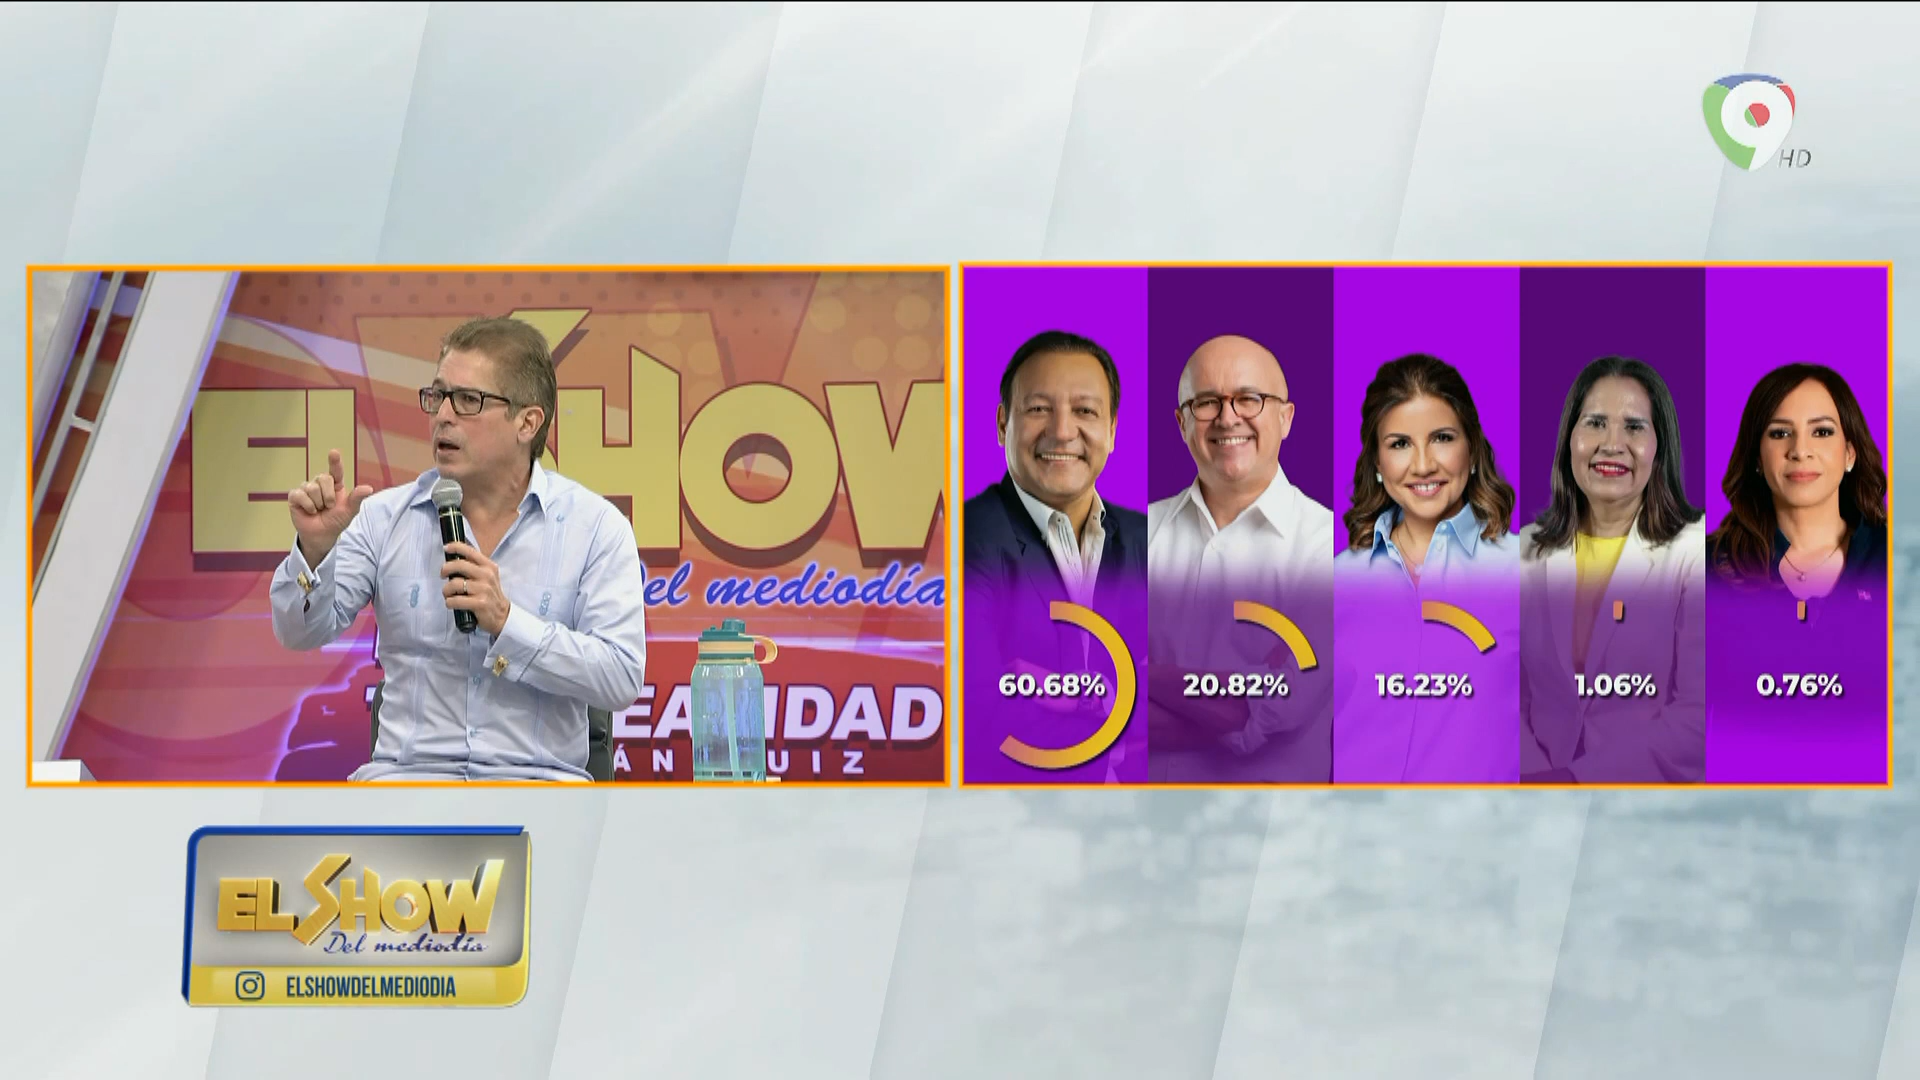 HD
EL SHOW
Del mediodía
60.68%
20.82%
16.23%
1.06%
0.76%
EL SHOW
Del mediodía
ELSHOWDELMEDIODIA